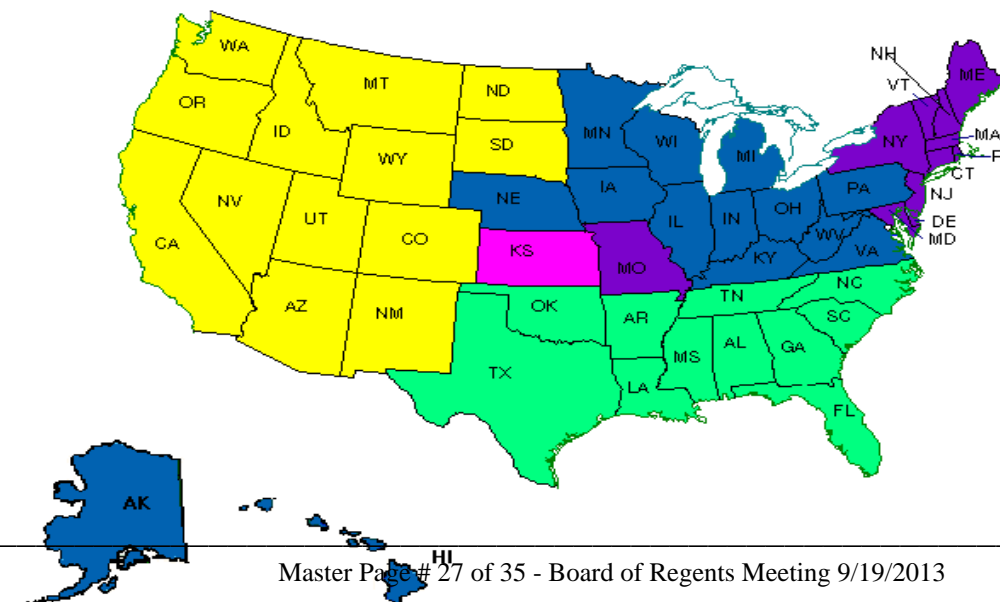 WA
MT
ND
NH
ME
VT
OR
ID
SD
MN
WI
MI
NY
MA
WY
NE
IA
PA
CT
NV
UT
CO
IL
IN
OH
NJ
CA
KS
WV
VA
DE
MD
KY
MO
AZ
NM
OK
AR
TN
NC
SC
MS
AL
GA
TX
LA
FL
AK
HI
Master Page # 27 of 35 - Board of Regents Meeting 9/19/2013